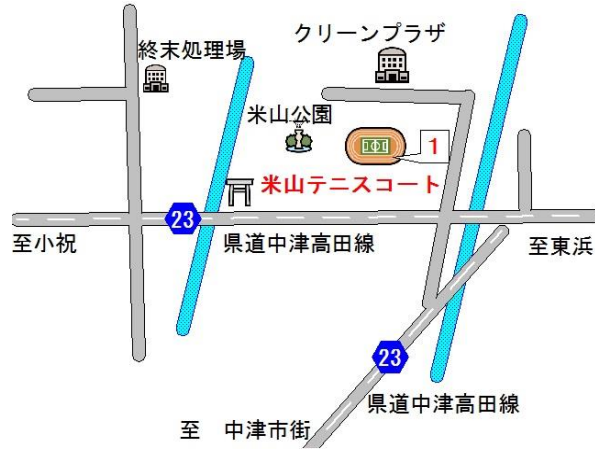 クリーンプラザ
終末処理場
米山公園
1
米山テニスコート
23
至小祝
県道中津高田線
至東浜
23
県道中津高田線
至 中津市街